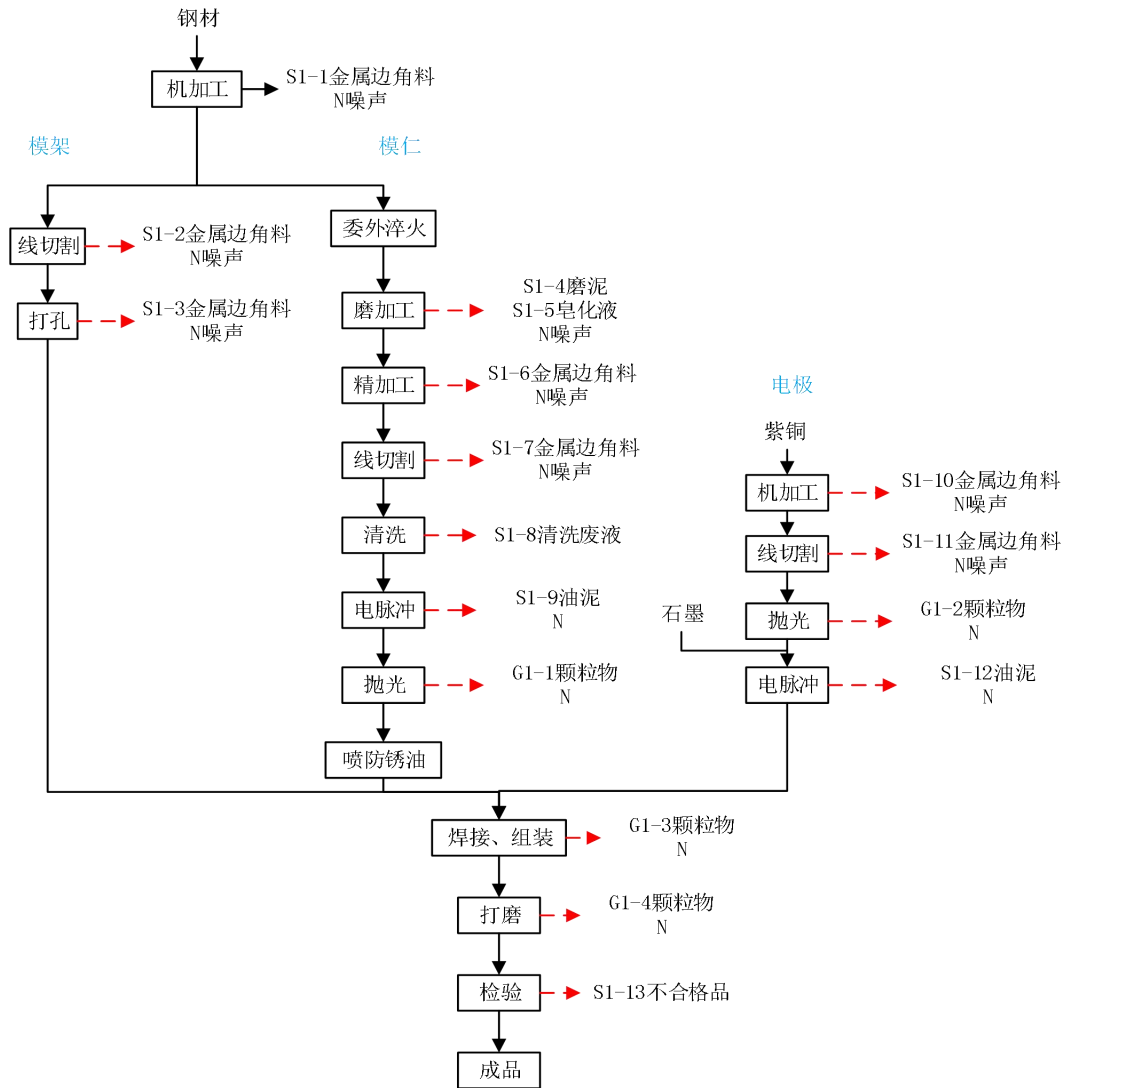 钢材
机加工
S1-1金属边角料
N噪声
模架
模仁
线切割
S1-2金属边角料
N噪声
打孔
S1-3金属边角料
N噪声
委外淬火
磨加工
S1-4磨泥
S1-5皂化液
N噪声
精加工
S1-6金属边角料
N噪声
线切割
S1-7金属边角料
N噪声
清洗
S1-8清洗废液
电脉冲
S1-9油泥
N
抛光
G1-1颗粒物
N
喷防锈油
电极
紫铜
机加工
S1-10金属边角料
N噪声
线切割
S1-11金属边角料
N噪声
抛光
G1-2颗粒物
N
石墨
电脉冲
S1-12油泥
N
焊接、组装
G1-3颗粒物
N
打磨
G1-4颗粒物
N
检验
S1-13不合格品
成品